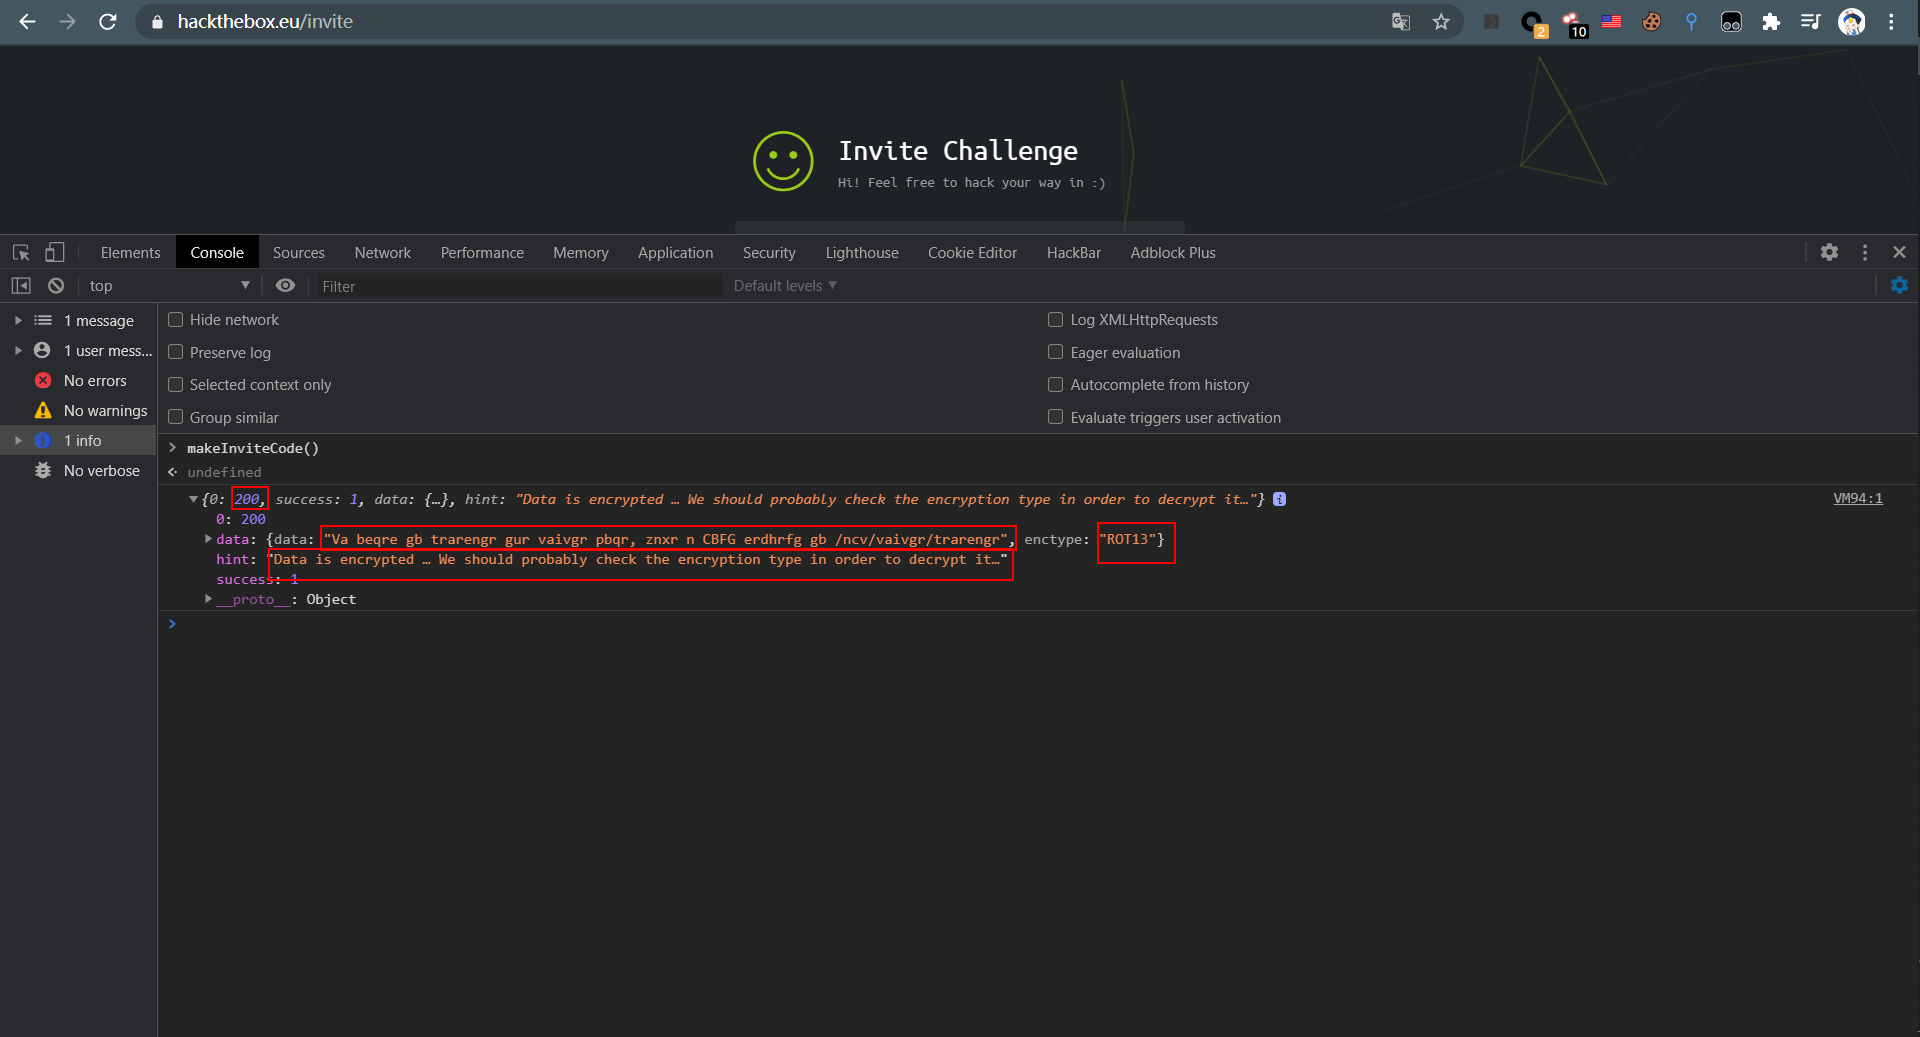 hackthebox.eu/invite
2
10
Invite Challenge
Hi! Feel free to hack your way in :)
Elements Console Sources Network Performance Memory Application Security Lighthouse Cookie Editor HackBar Adblock Plus
top Filter Default levels
1 message
1 user mess...
No errors
No warnings
1 info
No verbose
Hide network Log XMLHttpRequests
Preserve log Eager evaluation
Selected context only Autocomplete from history
Group similar Evaluate triggers user activation
> makeInviteCode()
undefined
{0: 200, success: 1, data: {…}, hint: "Data is encrypted … We should probably check the encryption type in order to decrypt it…"} i VM94:1
0: 200
data: {data: "Va beqre gb trarengr gur vaivgr pbqr, znxr n CBFG erdhrfg gb /ncv/vaivgr/trarengr", enctype: "ROT13"}
hint: "Data is encrypted … We should probably check the encryption type in order to decrypt it…"
success: 1
__proto__: Object
>